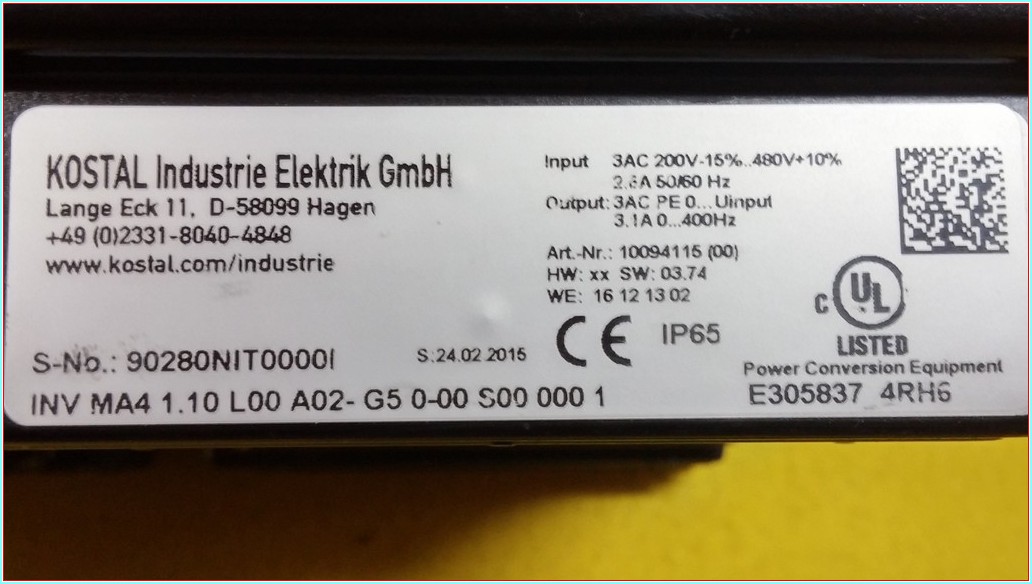 KOSTAL Industrie Elektrik GmbH
Lange Eck 11, D-58099 Hagen
+49 (0)2331-8040-4848
www.kostal.com/industrie
S-No.: 90280NIT0000I
S:24.02.2015
INV MA4 1.10 L00 A02- G5 0-00 S00 000 1
Input 3AC 200V-15%..480V+10%
50/60 Hz
Output: 3AC PE 0...Uinput
3.1A 0...400Hz
Art.-Nr.: 10094115 (00)
HW: xx SW: 03.74
WE: 16 12 13 02
CE IP65
C UL
LISTED
Power Conversion Equipment
E305837 4RH6